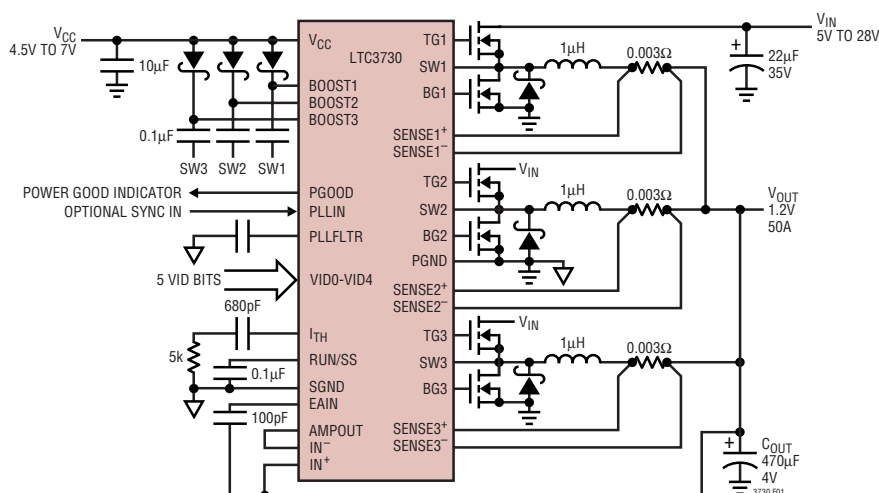 VCC
4.5V TO 7V
10µF
0.1µF
SW3 SW2 SW1
POWER GOOD INDICATOR
OPTIONAL SYNC IN
5 VID BITS
680pF
5k
0.1µF
100pF
VCC
LTC3730
BOOST1
BOOST2
BOOST3
PGOOD
PLLIN
PLLFLTR
VID0-VID4
ITH
RUN/SS
SGND
EAIN
AMPOUT
IN−
IN+
TG1
SW1
BG1
SENSE1+
SENSE1−
TG2
SW2
BG2
PGND
SENSE2+
SENSE2−
TG3
SW3
BG3
SENSE3+
SENSE3−
1µH
0.003Ω
VIN
5V TO 28V
22µF
35V
+
VIN
1µH
0.003Ω
VOUT
1.2V
50A
VIN
1µH
0.003Ω
+
COUT
470µF
4V
3730 F01